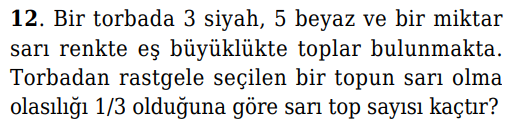 12. Bir torbada 3 siyah, 5 beyaz ve bir miktar
sarı renkte eş büyüklükte toplar bulunmakta.
Torbadan rastgele seçilen bir topun sarı olma
olasılığı 1/3 olduğuna göre sarı top sayısı kaçtır?